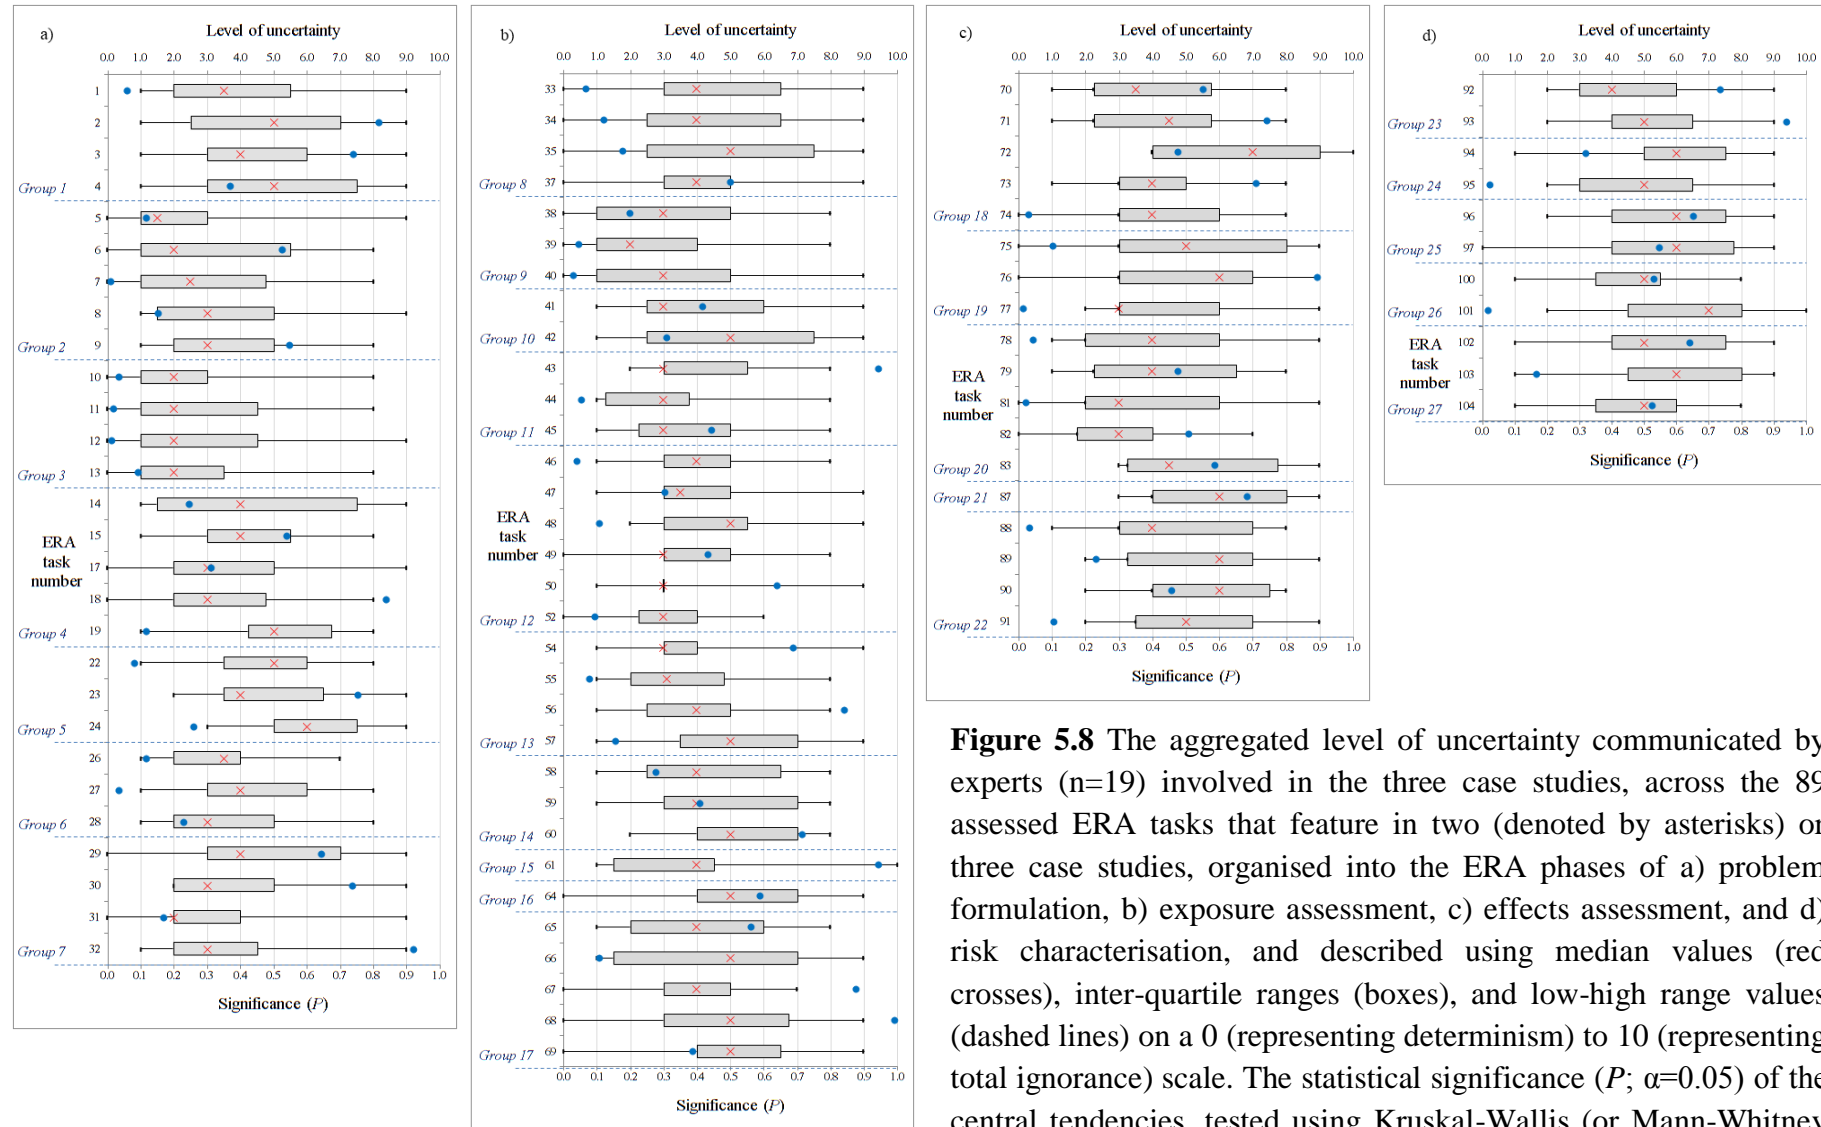 a)
Level of uncertainty
0.0 1.0 2.0 3.0 4.0 5.0 6.0 7.0 8.0 9.0 10.0
1
2
3
Group 1 4
5
6
7
8
Group 2 9
10
11
12
Group 3 13
14
15
ERA
task
number
17
18
Group 4 19
22
23
Group 5 24
26
27
Group 6 28
29
30
31
Group 7 32
0.0 0.1 0.2 0.3 0.4 0.5 0.6 0.7 0.8 0.9 1.0
Significance (P)
b)
Level of uncertainty
0.0 1.0 2.0 3.0 4.0 5.0 6.0 7.0 8.0 9.0 10.0
33
34
35
Group 8 37
38
39
Group 9 40
41
Group 10 42
43
44
Group 11 45
46
47
ERA
task
number
48
49
50
Group 12 52
54
55
56
Group 13 57
58
59
Group 14 60
Group 15 61
Group 16 64
65
66
67
68
Group 17 69
0.0 0.1 0.2 0.3 0.4 0.5 0.6 0.7 0.8 0.9 1.0
Significance (P)
c)
Level of uncertainty
0.0 1.0 2.0 3.0 4.0 5.0 6.0 7.0 8.0 9.0 10.0
70
71
72
73
Group 18 74
75
76
Group 19 77
78
79
ERA
task
number
81
82
Group 20 83
Group 21 87
88
89
90
Group 22 91
0.0 0.1 0.2 0.3 0.4 0.5 0.6 0.7 0.8 0.9 1.0
Significance (P)
d)
Level of uncertainty
0.0 1.0 2.0 3.0 4.0 5.0 6.0 7.0 8.0 9.0 10.0
92
Group 23 93
94
Group 24 95
96
Group 25 97
100
Group 26 101
ERA
task
number
102
103
Group 27 104
0.0 0.1 0.2 0.3 0.4 0.5 0.6 0.7 0.8 0.9 1.0
Significance (P)
Figure 5.8 The aggregated level of uncertainty communicated by
experts (n=19) involved in the three case studies, across the 89
assessed ERA tasks that feature in two (denoted by asterisks) or
three case studies, organised into the ERA phases of a) problem
formulation, b) exposure assessment, c) effects assessment, and d)
risk characterisation, and described using median values (red
crosses), inter-quartile ranges (boxes), and low-high range values
(dashed lines) on a 0 (representing determinism) to 10 (representing
total ignorance) scale. The statistical significance (P; α=0.05) of the
central tendencies, tested using Kruskal-Wallis (or Mann-Whitney